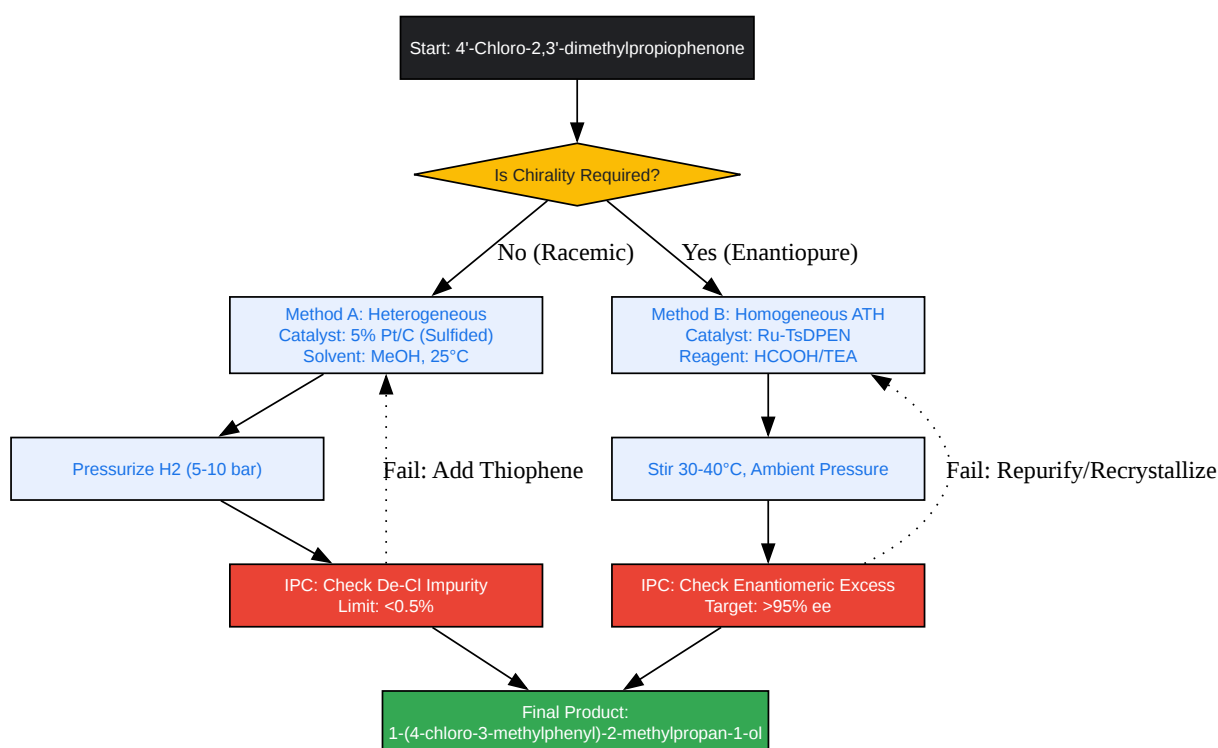 Start: 4'-Chloro-2,3'-dimethylpropiophenone
Is Chirality Required?
No (Racemic)
Yes (Enantiopure)
Method A: Heterogeneous
Catalyst: 5% Pt/C (Sulfided)
Solvent: MeOH, 25°C
Method B: Homogeneous ATH
Catalyst: Ru-TsDPEN
Reagent: HCOOH/TEA
Pressurize H2 (5-10 bar)
Fail: Add Thiophene
Stir 30-40°C, Ambient Pressure
Fail: Repurify/Recrystallize
IPC: Check De-Cl Impurity
Limit: <0.5%
IPC: Check Enantiomeric Excess
Target: >95% ee
Final Product:
1-(4-chloro-3-methylphenyl)-2-methylpropan-1-ol